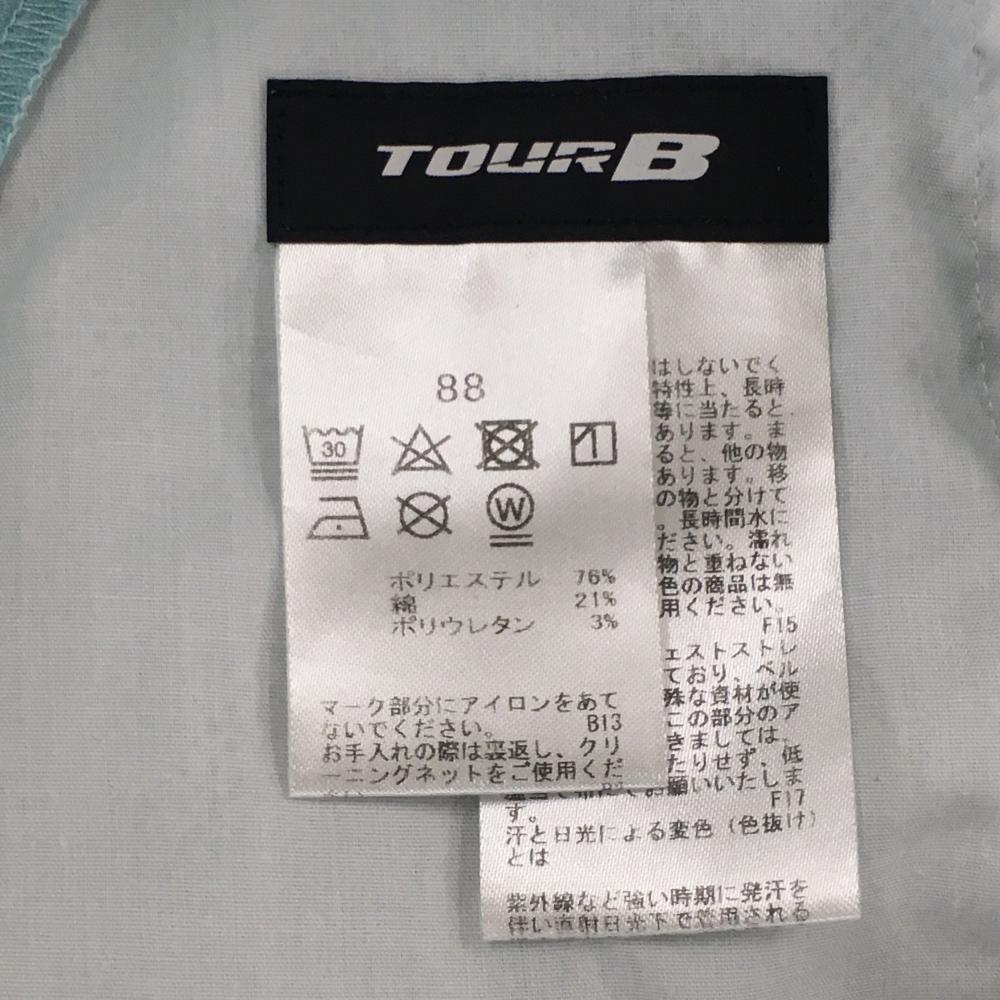 TOURB
88
30
W
ポリエステル 76%
綿 21%
ポリウレタン 3%
マーク部分にアイロンをあて
ないでください。 B13
お手入れの際は裏返し、クリ
ーニングネットをご使用くだ
はしないでく
特性上、長時
等に当たると
あります。ま
ると、他の物
あります。移
の物と分けて
。長時間水に
ださい。濡れ
物と重ねない
色の商品は無
用ください。
F15
ェストストレ
ており、ベル
殊な資材が使
この部分のア
きましては、
たりせず、低
お願いいたしま
す。 F17
汗と日光による変色（色抜け）
とは
紫外線など強い時期に発汗を
伴い直射日光下で着用される